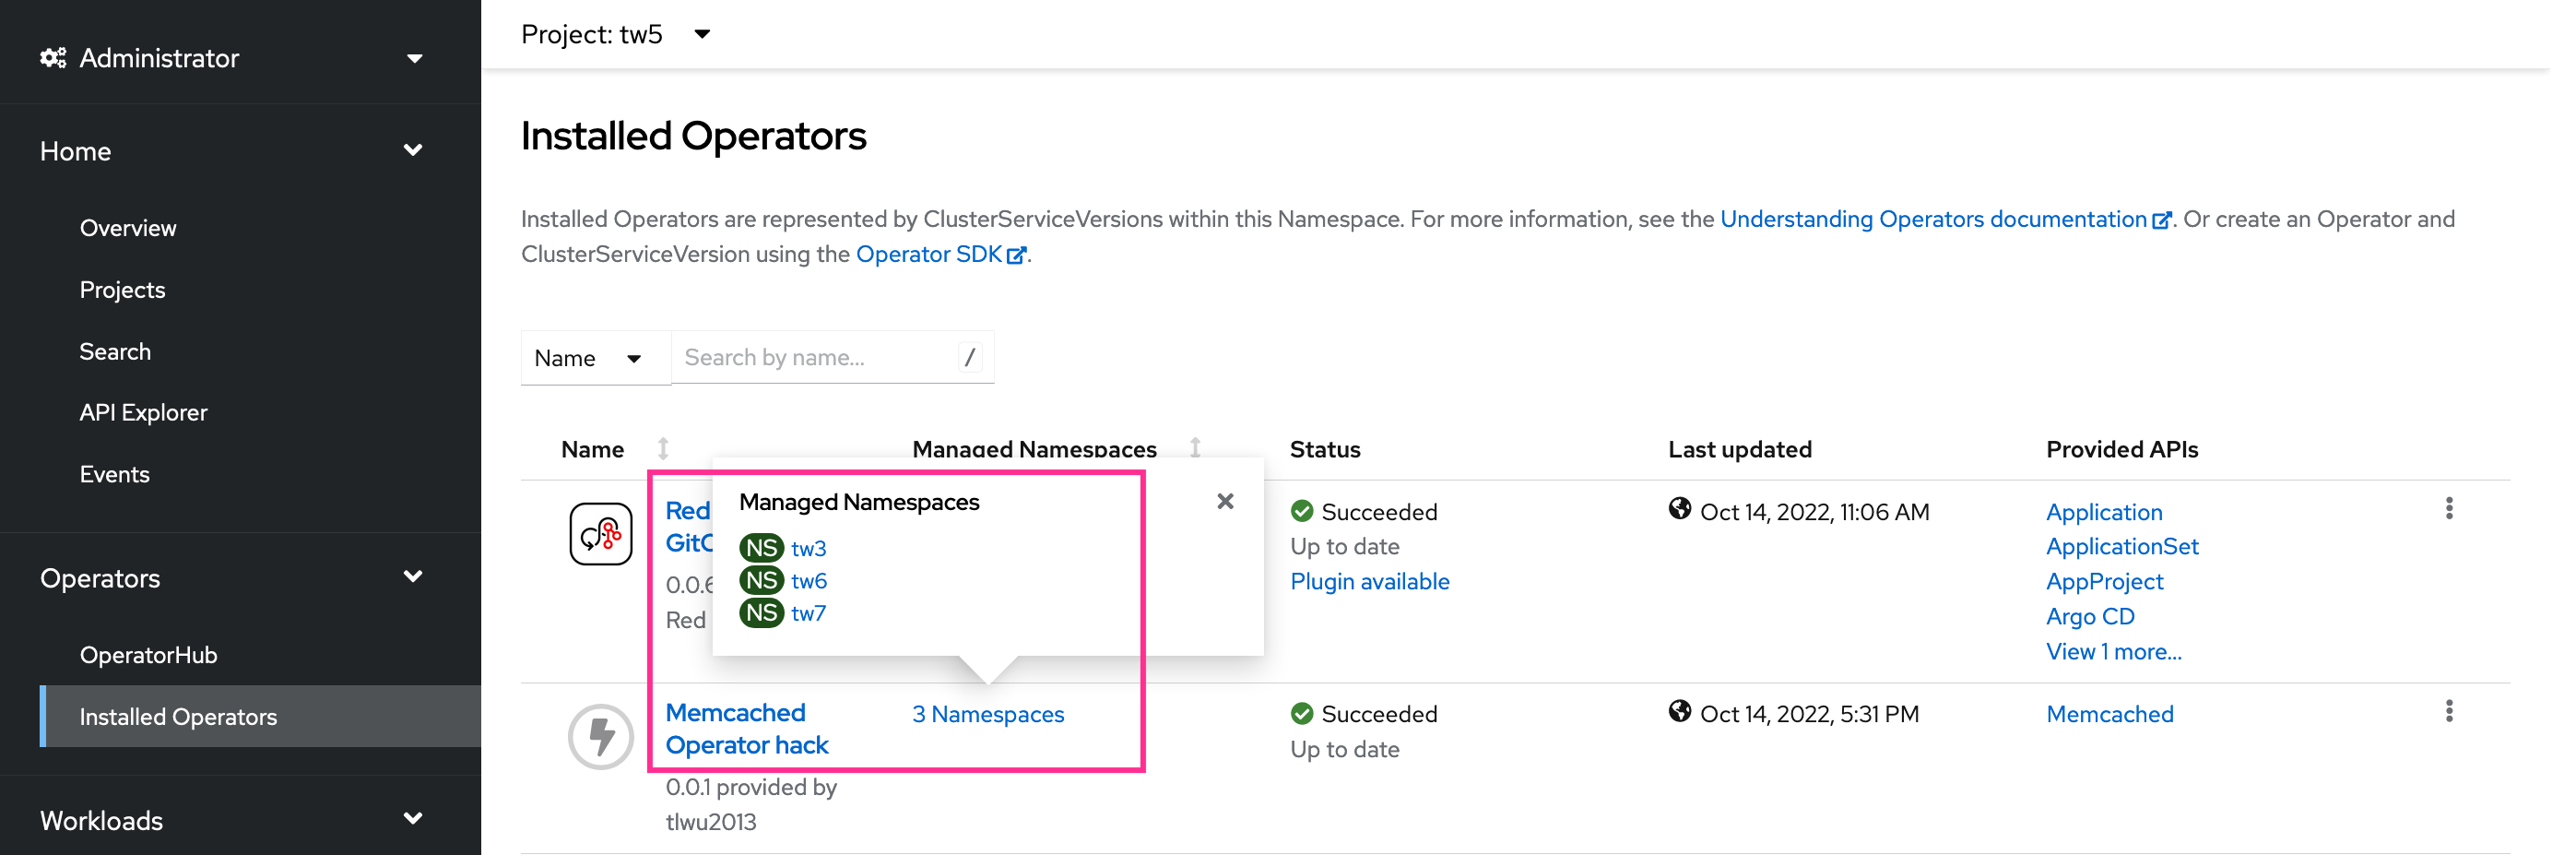 Administrator
Home
Overview
Projects
Search
API Explorer
Events
Operators
OperatorHub
Installed Operators
Workloads
Project: tw5
Installed Operators
Installed Operators are represented by ClusterServiceVersions within this Namespace. For more information, see the Understanding Operators documentation. Or create an Operator and
ClusterServiceVersion using the Operator SDK.
Name
Search by name...
/
Name
Managed Namespaces
Status
Last updated
Provided APIs
Red
GitO
0.0.6
Red
Managed Namespaces
NS tw3
NS tw6
NS tw7
Succeeded
Up to date
Plugin available
Oct 14, 2022, 11:06 AM
Application
ApplicationSet
AppProject
Argo CD
View 1 more...
Memcached
Operator hack
0.0.1 provided by
tlwu2013
3 Namespaces
Succeeded
Up to date
Oct 14, 2022, 5:31 PM
Memcached